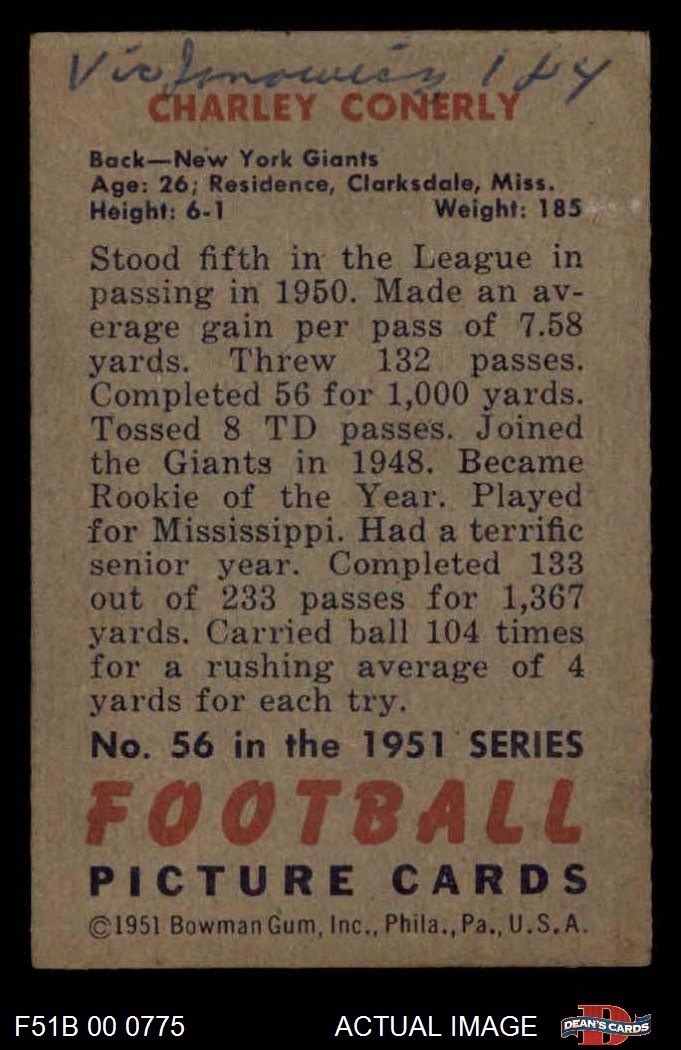 Vic Janowicz 184
CHARLEY CONERLY
Back—New York Giants
Age: 26; Residence, Clarksdale, Miss.
Height: 6-1 Weight: 185
Stood fifth in the League in
passing in 1950. Made an av-
erage gain per pass of 7.58
yards. Threw 132 passes.
Completed 56 for 1,000 yards.
Tossed 8 TD passes. Joined
the Giants in 1948. Became
Rookie of the Year. Played
for Mississippi. Had a terrific
senior year. Completed 133
out of 233 passes for 1,367
yards. Carried ball 104 times
for a rushing average of 4
yards for each try.
No. 56 in the 1951 SERIES
FOOTBALL
PICTURE CARDS
©1951 Bowman Gum, Inc., Phila., Pa., U.S.A.
F51B 00 0775 ACTUAL IMAGE DEAN'S CARDS